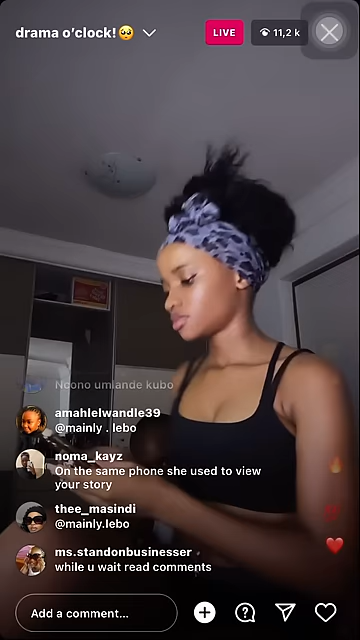 drama o'clock!🥺
LIVE
11,2 k
Ncono umlande kubo
amahlelwandle39
@mainly . lebo
noma_kayz
On the same phone she used to view
your story
thee_masindi
@mainly.lebo
ms.standonbusinesser
while u wait read comments
Add a comment...